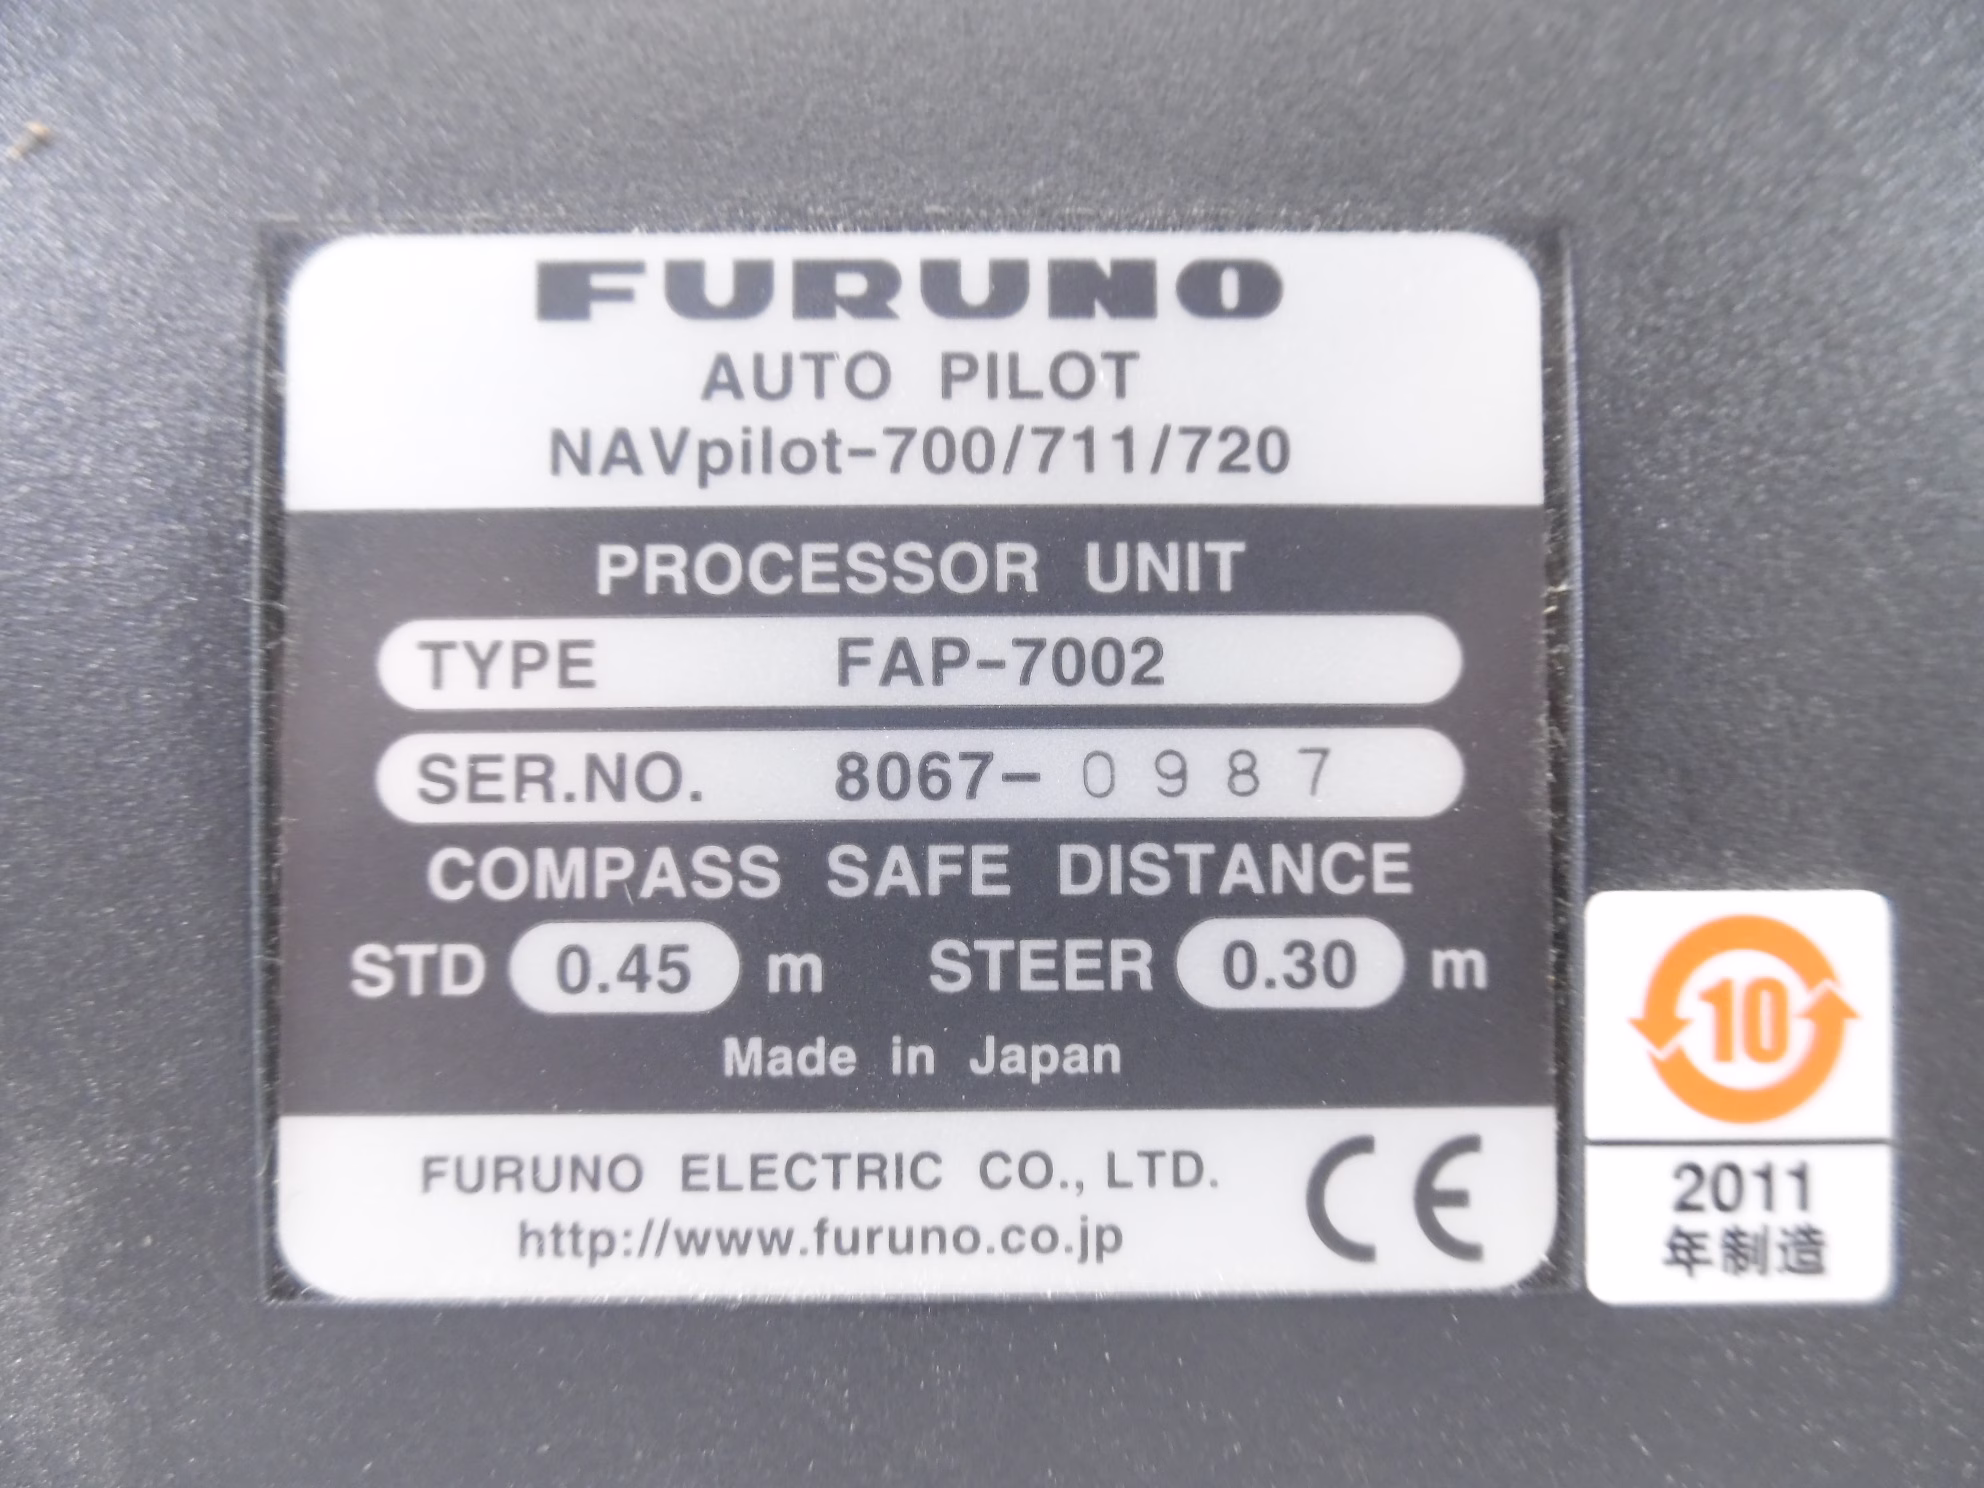 FURUNO
AUTO PILOT
NAVpilot-700/711/720
PROCESSOR UNIT
TYPE FAP-7002
SER.NO. 8067- 0987
COMPASS SAFE DISTANCE
STD 0.45 m STEER 0.30 m
Made in Japan
FURUNO ELECTRIC CO., LTD.
http://www.furuno.co.jp
CE
10
2011
年制造